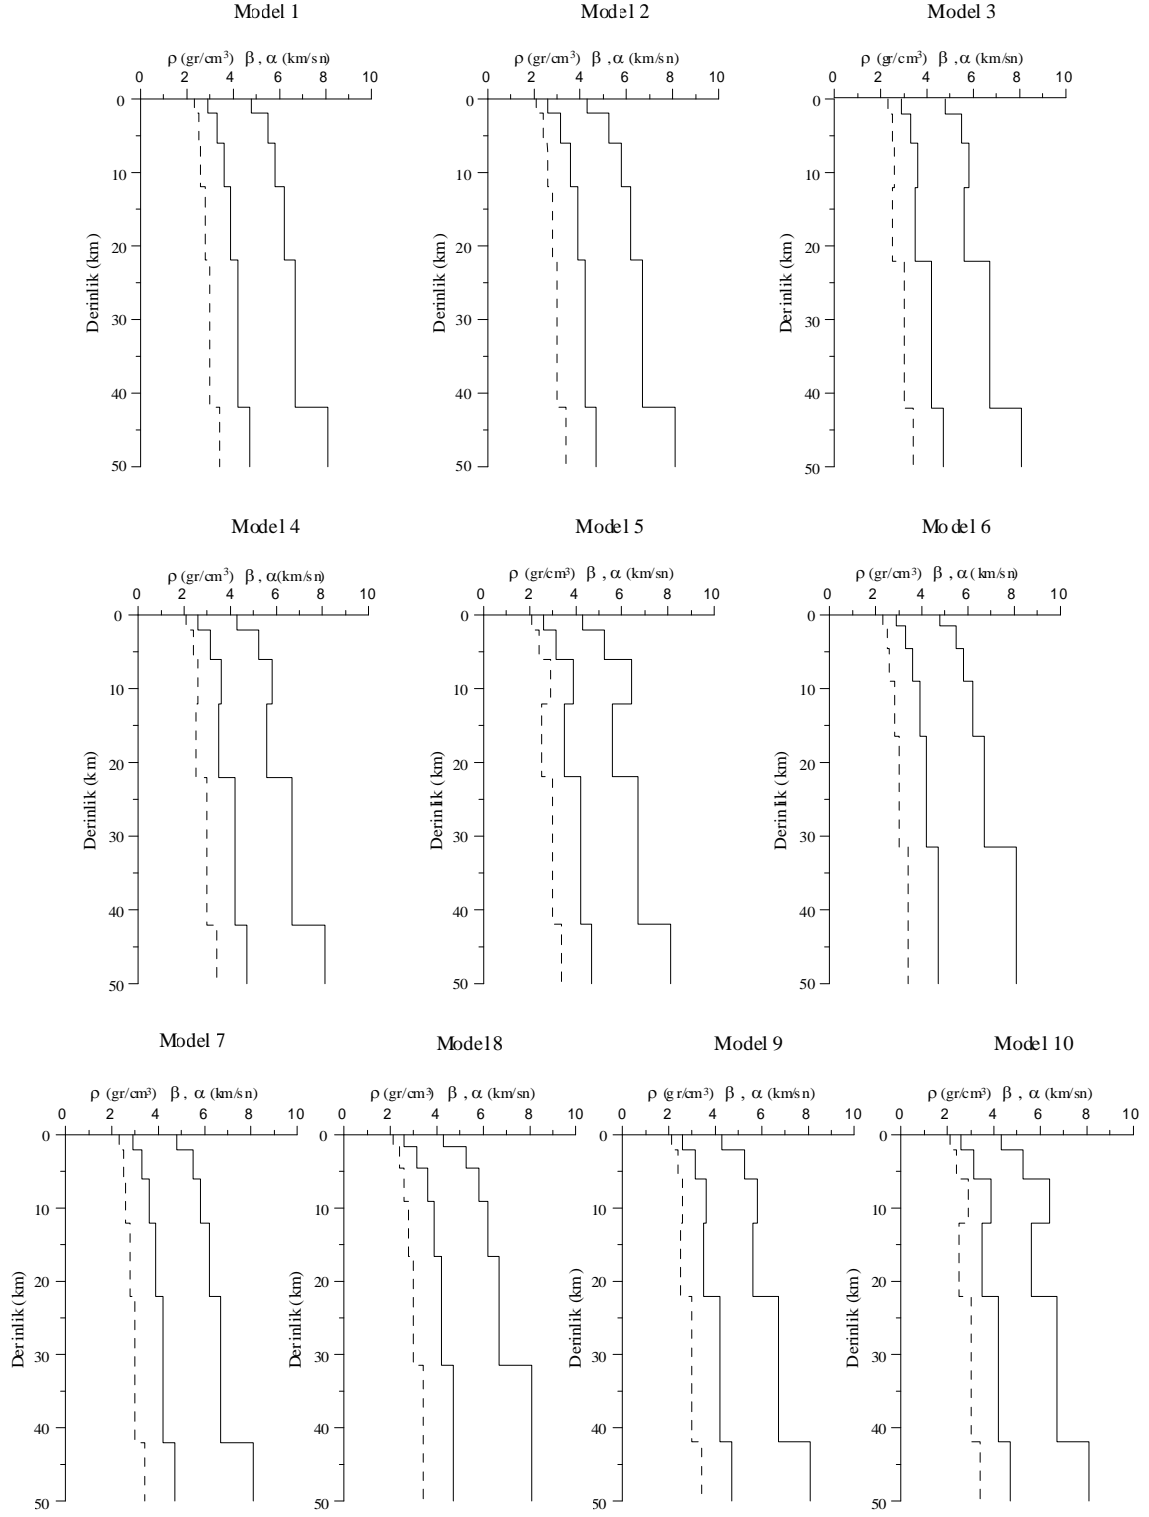 Model 1
ρ (gr/cm³) β , α (km/sn)
0 2 4 6 8 10
0
10
20
30
40
50
Derinlik (km)
Model 2
ρ (gr/cm³) β , α (km/sn)
0 2 4 6 8 10
0
10
20
30
40
50
Derinlik (km)
Model 3
ρ (gr/cm³) β , α (km/sn)
0 2 4 6 8 10
0
10
20
30
40
50
Derinlik (km)
Model 4
ρ (gr/cm³) β , α(km/sn)
0 2 4 6 8 10
0
10
20
30
40
50
Derinlik (km)
Model 5
ρ (gr/cm³) β , α (km/sn)
0 2 4 6 8 10
0
10
20
30
40
50
Derinlik (km)
Model 6
ρ (gr/cm³) β , α (km/sn)
0 2 4 6 8 10
0
10
20
30
40
50
Derinlik (km)
Model 7
ρ (gr/cm³) β , α (km/sn)
0 2 4 6 8 10
0
10
20
30
40
50
Derinlik (km)
Model 8
ρ (gr/cm³) β , α (km/sn)
0 2 4 6 8 10
0
10
20
30
40
50
Derinlik (km)
Model 9
ρ (gr/cm³) β , α (km/sn)
0 2 4 6 8 10
0
10
20
30
40
50
Derinlik (km)
Model 10
ρ (gr/cm³) β , α (km/sn)
0 2 4 6 8 10
0
10
20
30
40
50
Derinlik (km)